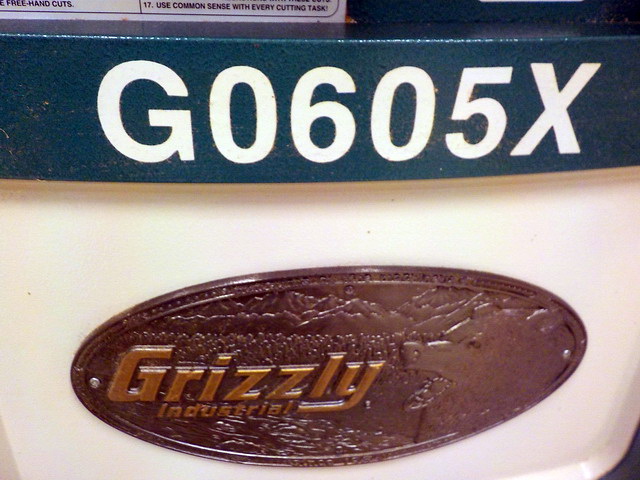 E FREE-HAND CUTS.
17. USE COMMON SENSE WITH EVERY CUTTING TASK!
G0605X
Grizzly
Industrial